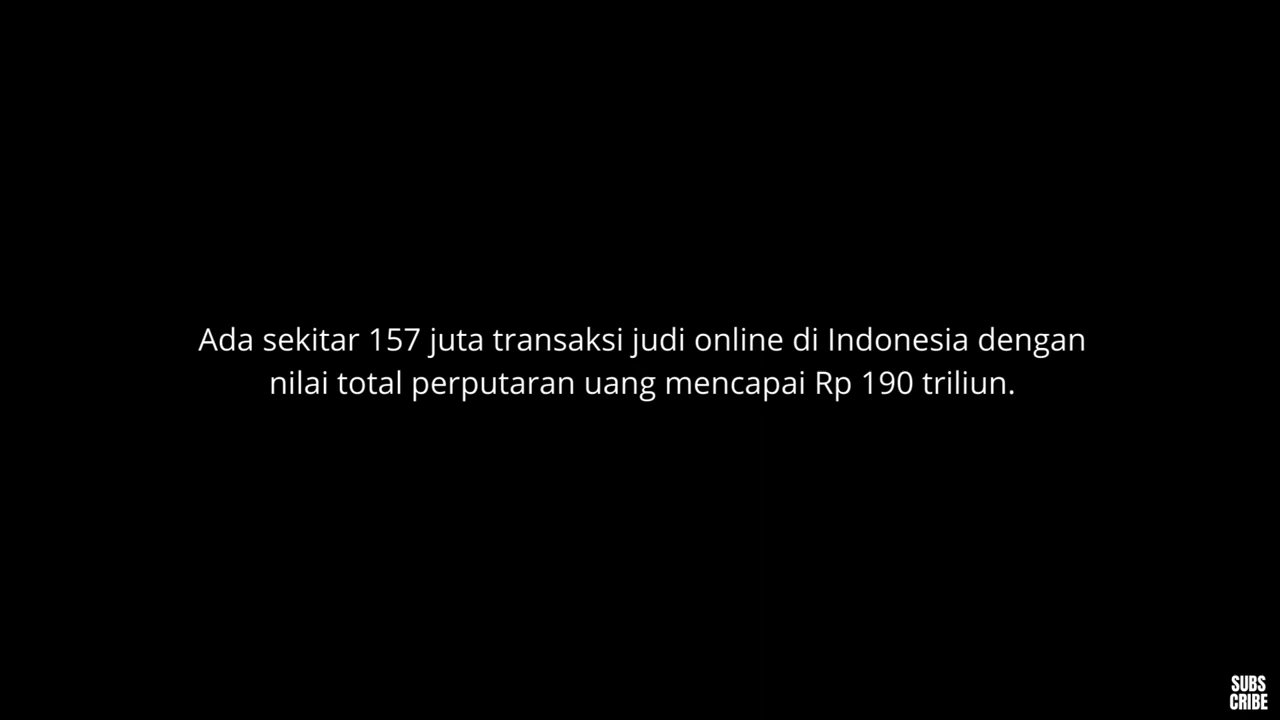 Ada sekitar 157 juta transaksi judi online di Indonesia dengan
nilai total perputaran uang mencapai Rp 190 triliun.
SUBS
CRIBE